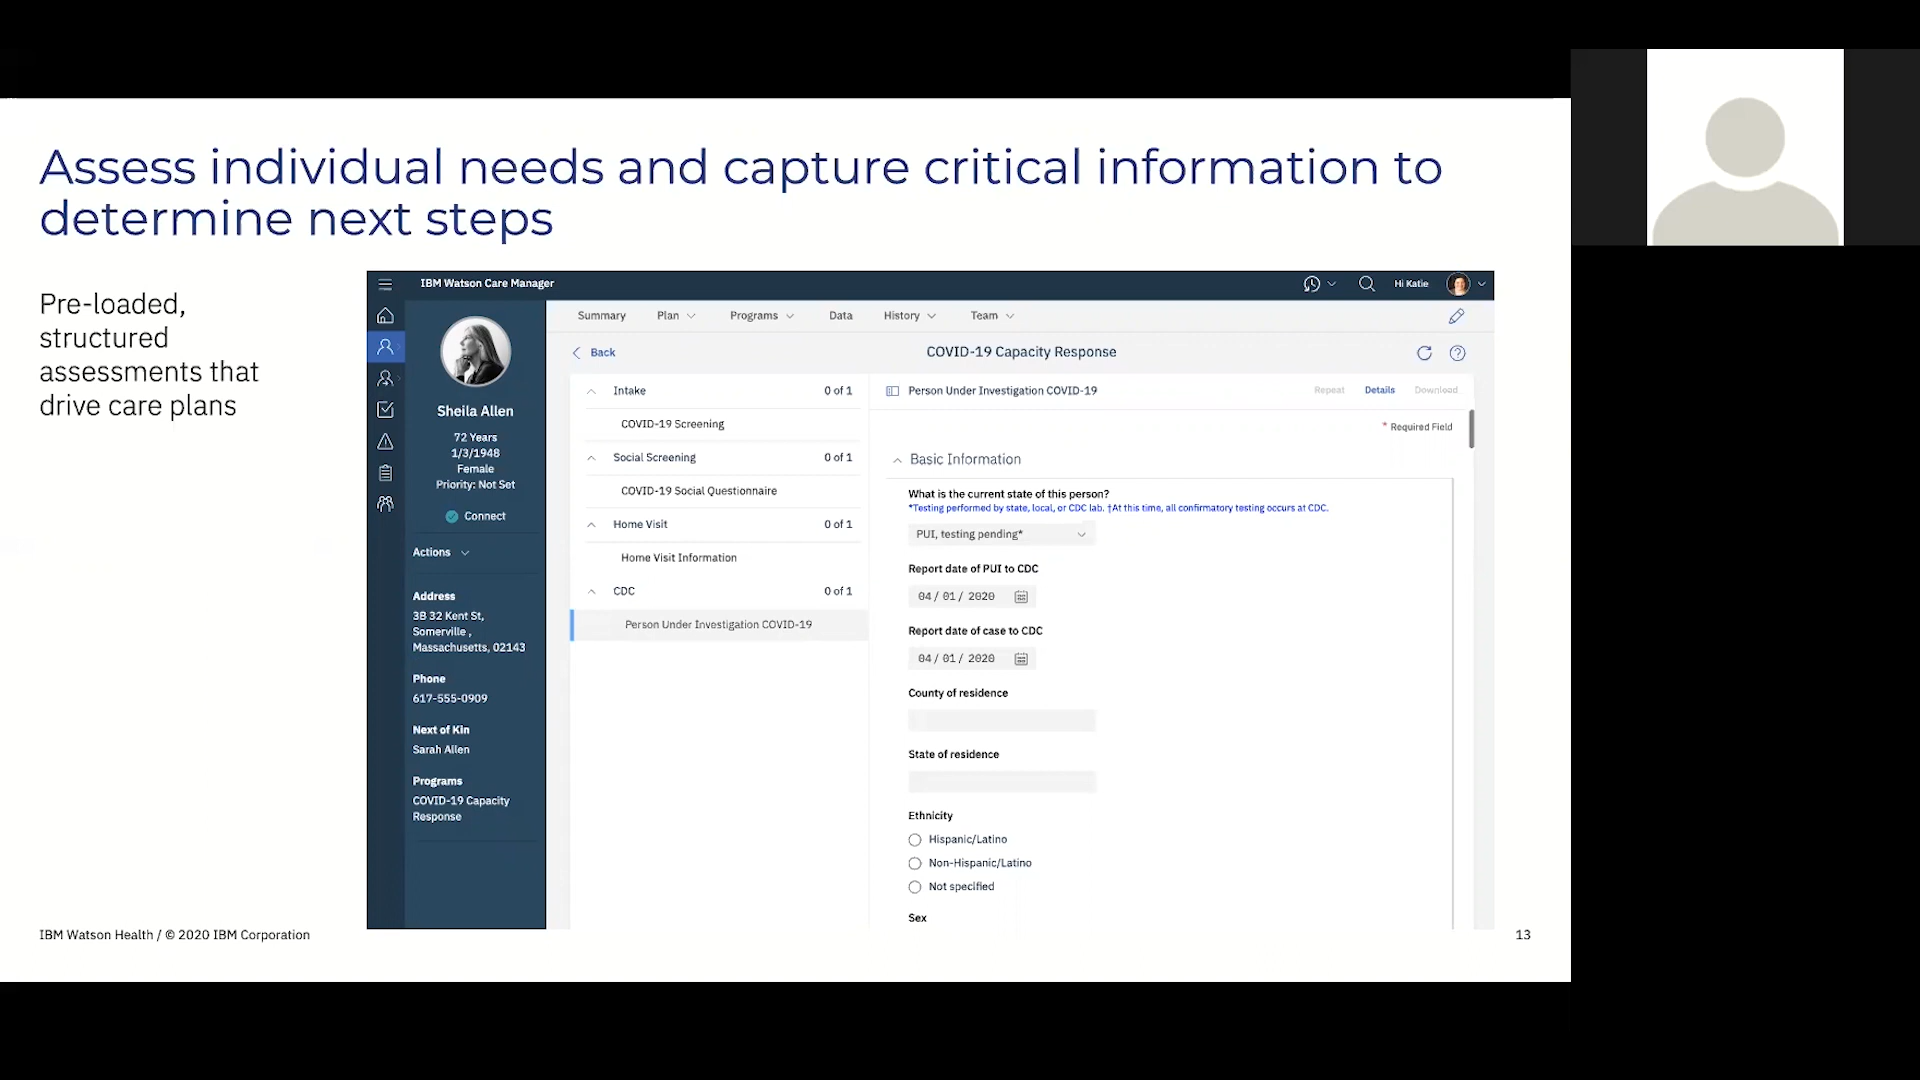 Assess individual needs and capture critical information to
determine next steps
Pre-loaded,
structured
assessments that
drive care plans
IBM Watson Care Manager
Hi Katie
Sheila Allen
72 Years
1/3/1948
Female
Priority: Not Set
Connect
Actions
Address
3B 32 Kent St,
Somerville ,
Massachusetts, 02143
Phone
617-555-0909
Next of Kin
Sarah Allen
Programs
COVID-19 Capacity
Response
Summary Plan Programs Data History Team
Back
COVID-19 Capacity Response
Intake 0 of 1
COVID-19 Screening
Social Screening 0 of 1
COVID-19 Social Questionnaire
Home Visit 0 of 1
Home Visit Information
CDC 0 of 1
Person Under Investigation COVID-19
Person Under Investigation COVID-19 Repeat Details Download
* Required Field
Basic Information
What is the current state of this person?
*Testing performed by state, local, or CDC lab. †At this time, all confirmatory testing occurs at CDC.
PUI, testing pending*
Report date of PUI to CDC
04 / 01 / 2020
Report date of case to CDC
04 / 01 / 2020
County of residence
State of residence
Ethnicity
Hispanic/Latino
Non-Hispanic/Latino
Not specified
Sex
IBM Watson Health / © 2020 IBM Corporation
13